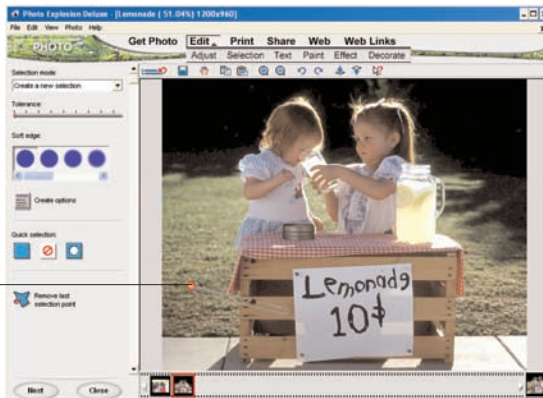 Photo Explosion Deluxe - [Lemonade ( 51.04%) 1200x960]
File Edit View Photo Help
PHOTO
Get Photo Edit Print Share Web Web Links
Adjust Selection Text Paint Effect Decorate
Selection mode:
Create a new selection
Tolerance:
Soft edge:
Create options
Quick selection:
Remove last
selection point
Next Close
Lemonade
10¢